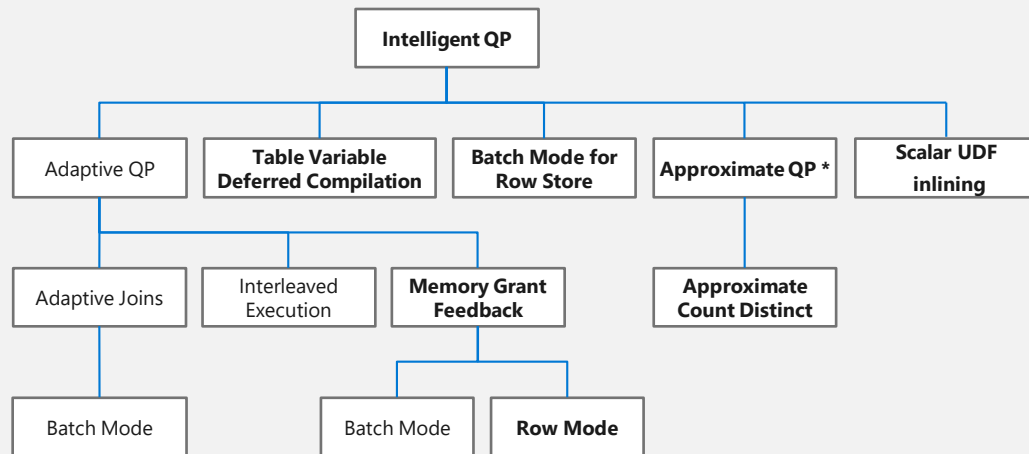 Intelligent QP
Adaptive QP
Table Variable
Deferred Compilation
Batch Mode for
Row Store
Approximate QP *
Scalar UDF
inlining
Adaptive Joins
Interleaved
Execution
Memory Grant
Feedback
Approximate
Count Distinct
Batch Mode
Batch Mode
Row Mode